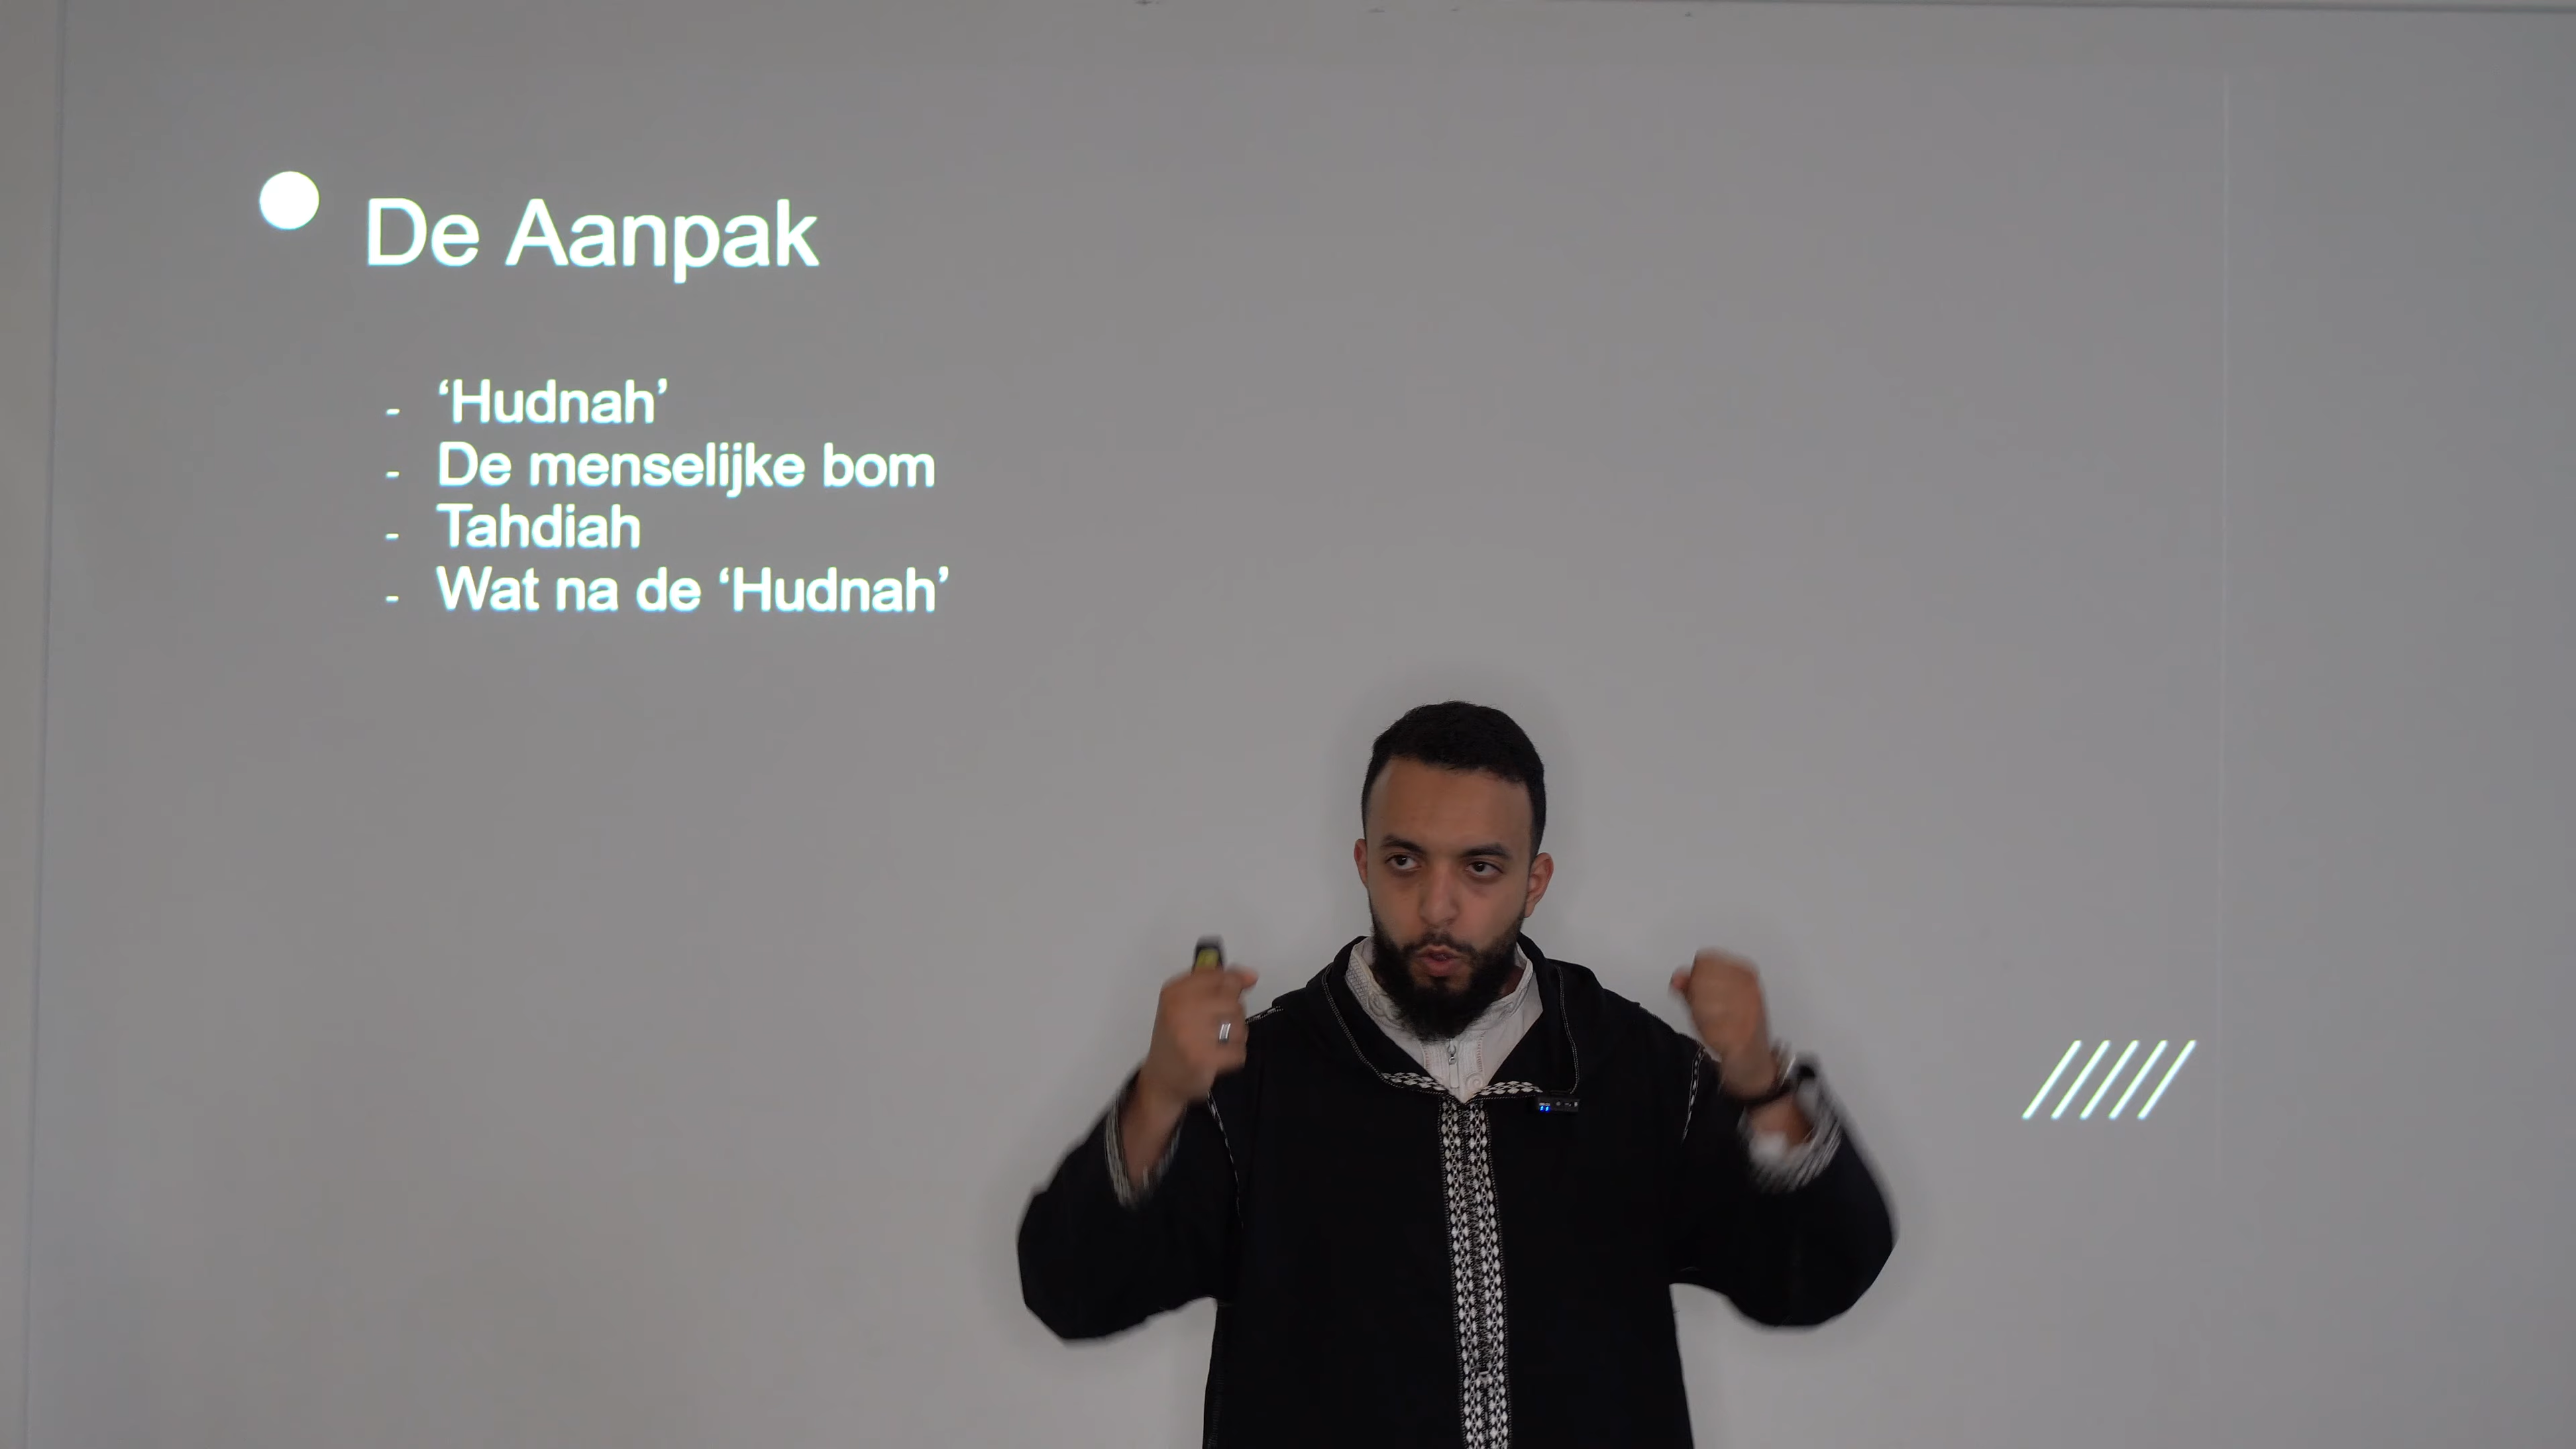 De Aanpak
- ‘Hudnah’
- De menselijke bom
- Tahdiah
- Wat na de ‘Hudnah’